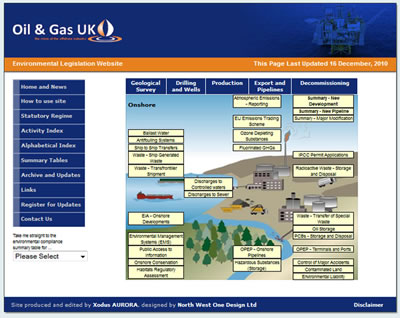 Oil & Gas UK
the voice of the offshore industry
Environmental Legislation Website
This Page Last Updated 16 December, 2010
Home and News
How to use site
Statutory Regime
Activity Index
Alphabetical Index
Summary Tables
Archive and Updates
Links
Register for Updates
Contact Us
Take me straight to the
environmental compliance
summary table for ...
Please Select
Geological
Survey
Drilling
and Wells
Production
Export and
Pipelines
Decommissioning
Onshore
Atmospheric Emissions
- Reporting
EU Emissions Trading
Scheme
Ozone Depleting
Substances
Fluorinated GHGs
Summary - New
Development
Summary - New Pipeline
Summary - Major Modification
Ballast Water
Antifouling Systems
Ship to Ship Transfers
Waste - Ship Generated
Waste
Waste - Transfrontier
Shipment
IPCC Permit Applications
Radioactive Waste - Storage
and Disposal
Discharges to
Controlled waters
Discharges to Sewer
EIA - Onshore
Developments
Waste - Transfer of Special
Waste
Oil Storage
PCBs - Storage and Disposal
Environmental Management
Systems (EMS)
Public Access to
Information
Onshore Conservation
Habitats Regulatory
Assessment
OPEP - Onshore
Pipelines
Hazardous Substances
(Storage)
OPEP - Terminals and Ports
Control of Major Accidents
Contaminated Land
Environmental Liability
Site produced and edited by Xodus AURORA. designed by North West One Design Ltd
Disclaimer